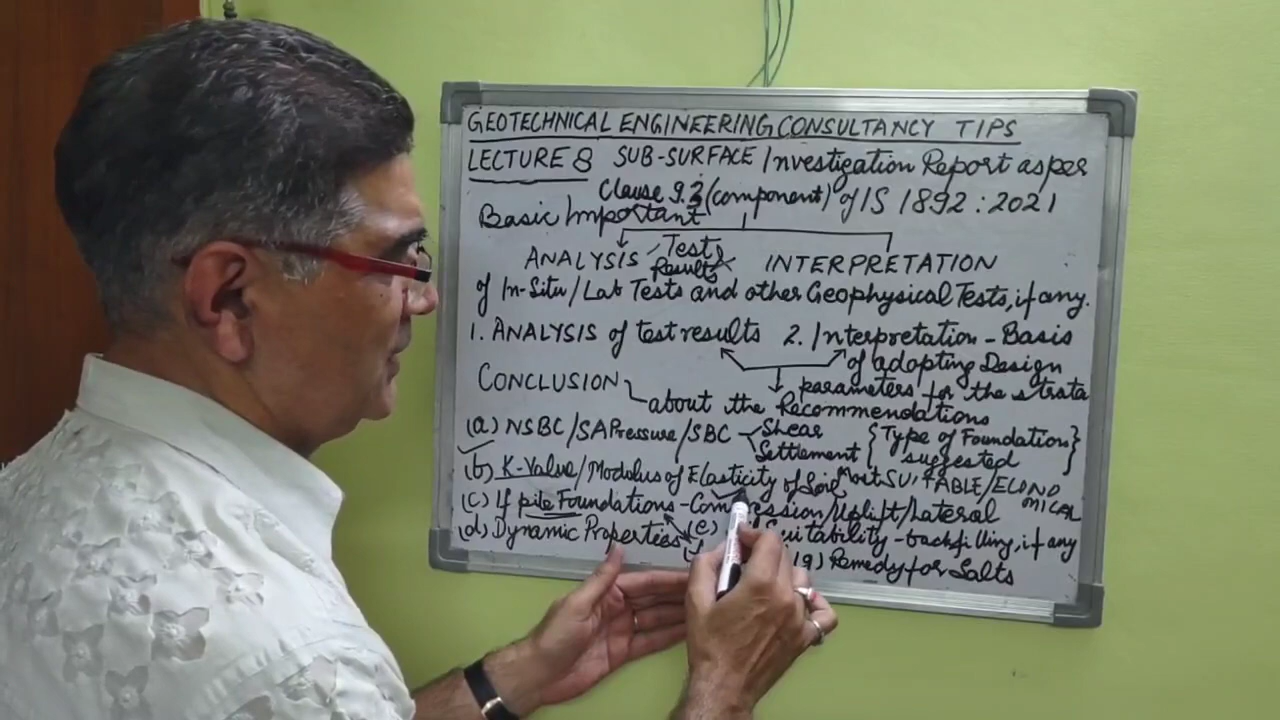 GEOTECHNICAL ENGINEERING CONSULTANCY TIPS
LECTURE 8 SUB-SURFACE Investigation Report as per
Clause 9.3 (component) of IS 1892:2021
Basic Important
ANALYSIS Test Results INTERPRETATION
of In-Situ/Lab Tests and other Geophysical Tests, if any.
1. ANALYSIS of test results 2. Interpretation - Basis
of adopting Design
parameters for the strata
CONCLUSION
about the Recommendations
(a) NSBC/SA Pressure/SBC - Shear
Settlement {Type of Foundation
suggested}
(b) K-Value/Modulus of Elasticity of Soil Most SUITABLE/ECONO
MICAL
(c) If pile Foundations - Compression/Uplift/Lateral
(d) Dynamic Properties (e) Suitability - backfilling, if any
(g) Remedy for Salts